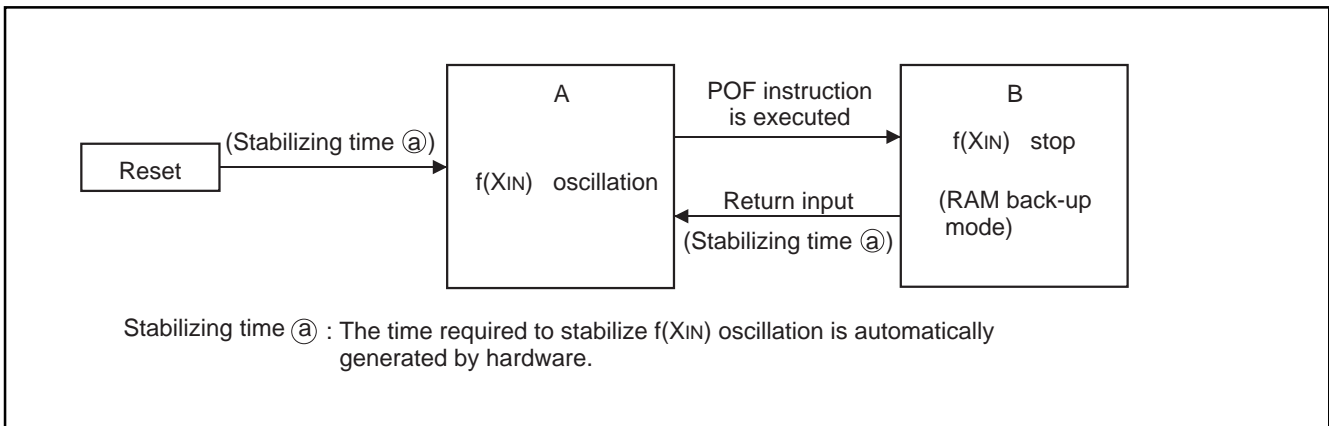 Reset
(Stabilizing time ⓐ)
A
f(XIN) oscillation
POF instruction
is executed
Return input
(Stabilizing time ⓐ)
B
f(XIN) stop
(RAM back-up
mode)
Stabilizing time ⓐ : The time required to stabilize f(XIN) oscillation is automatically
generated by hardware.